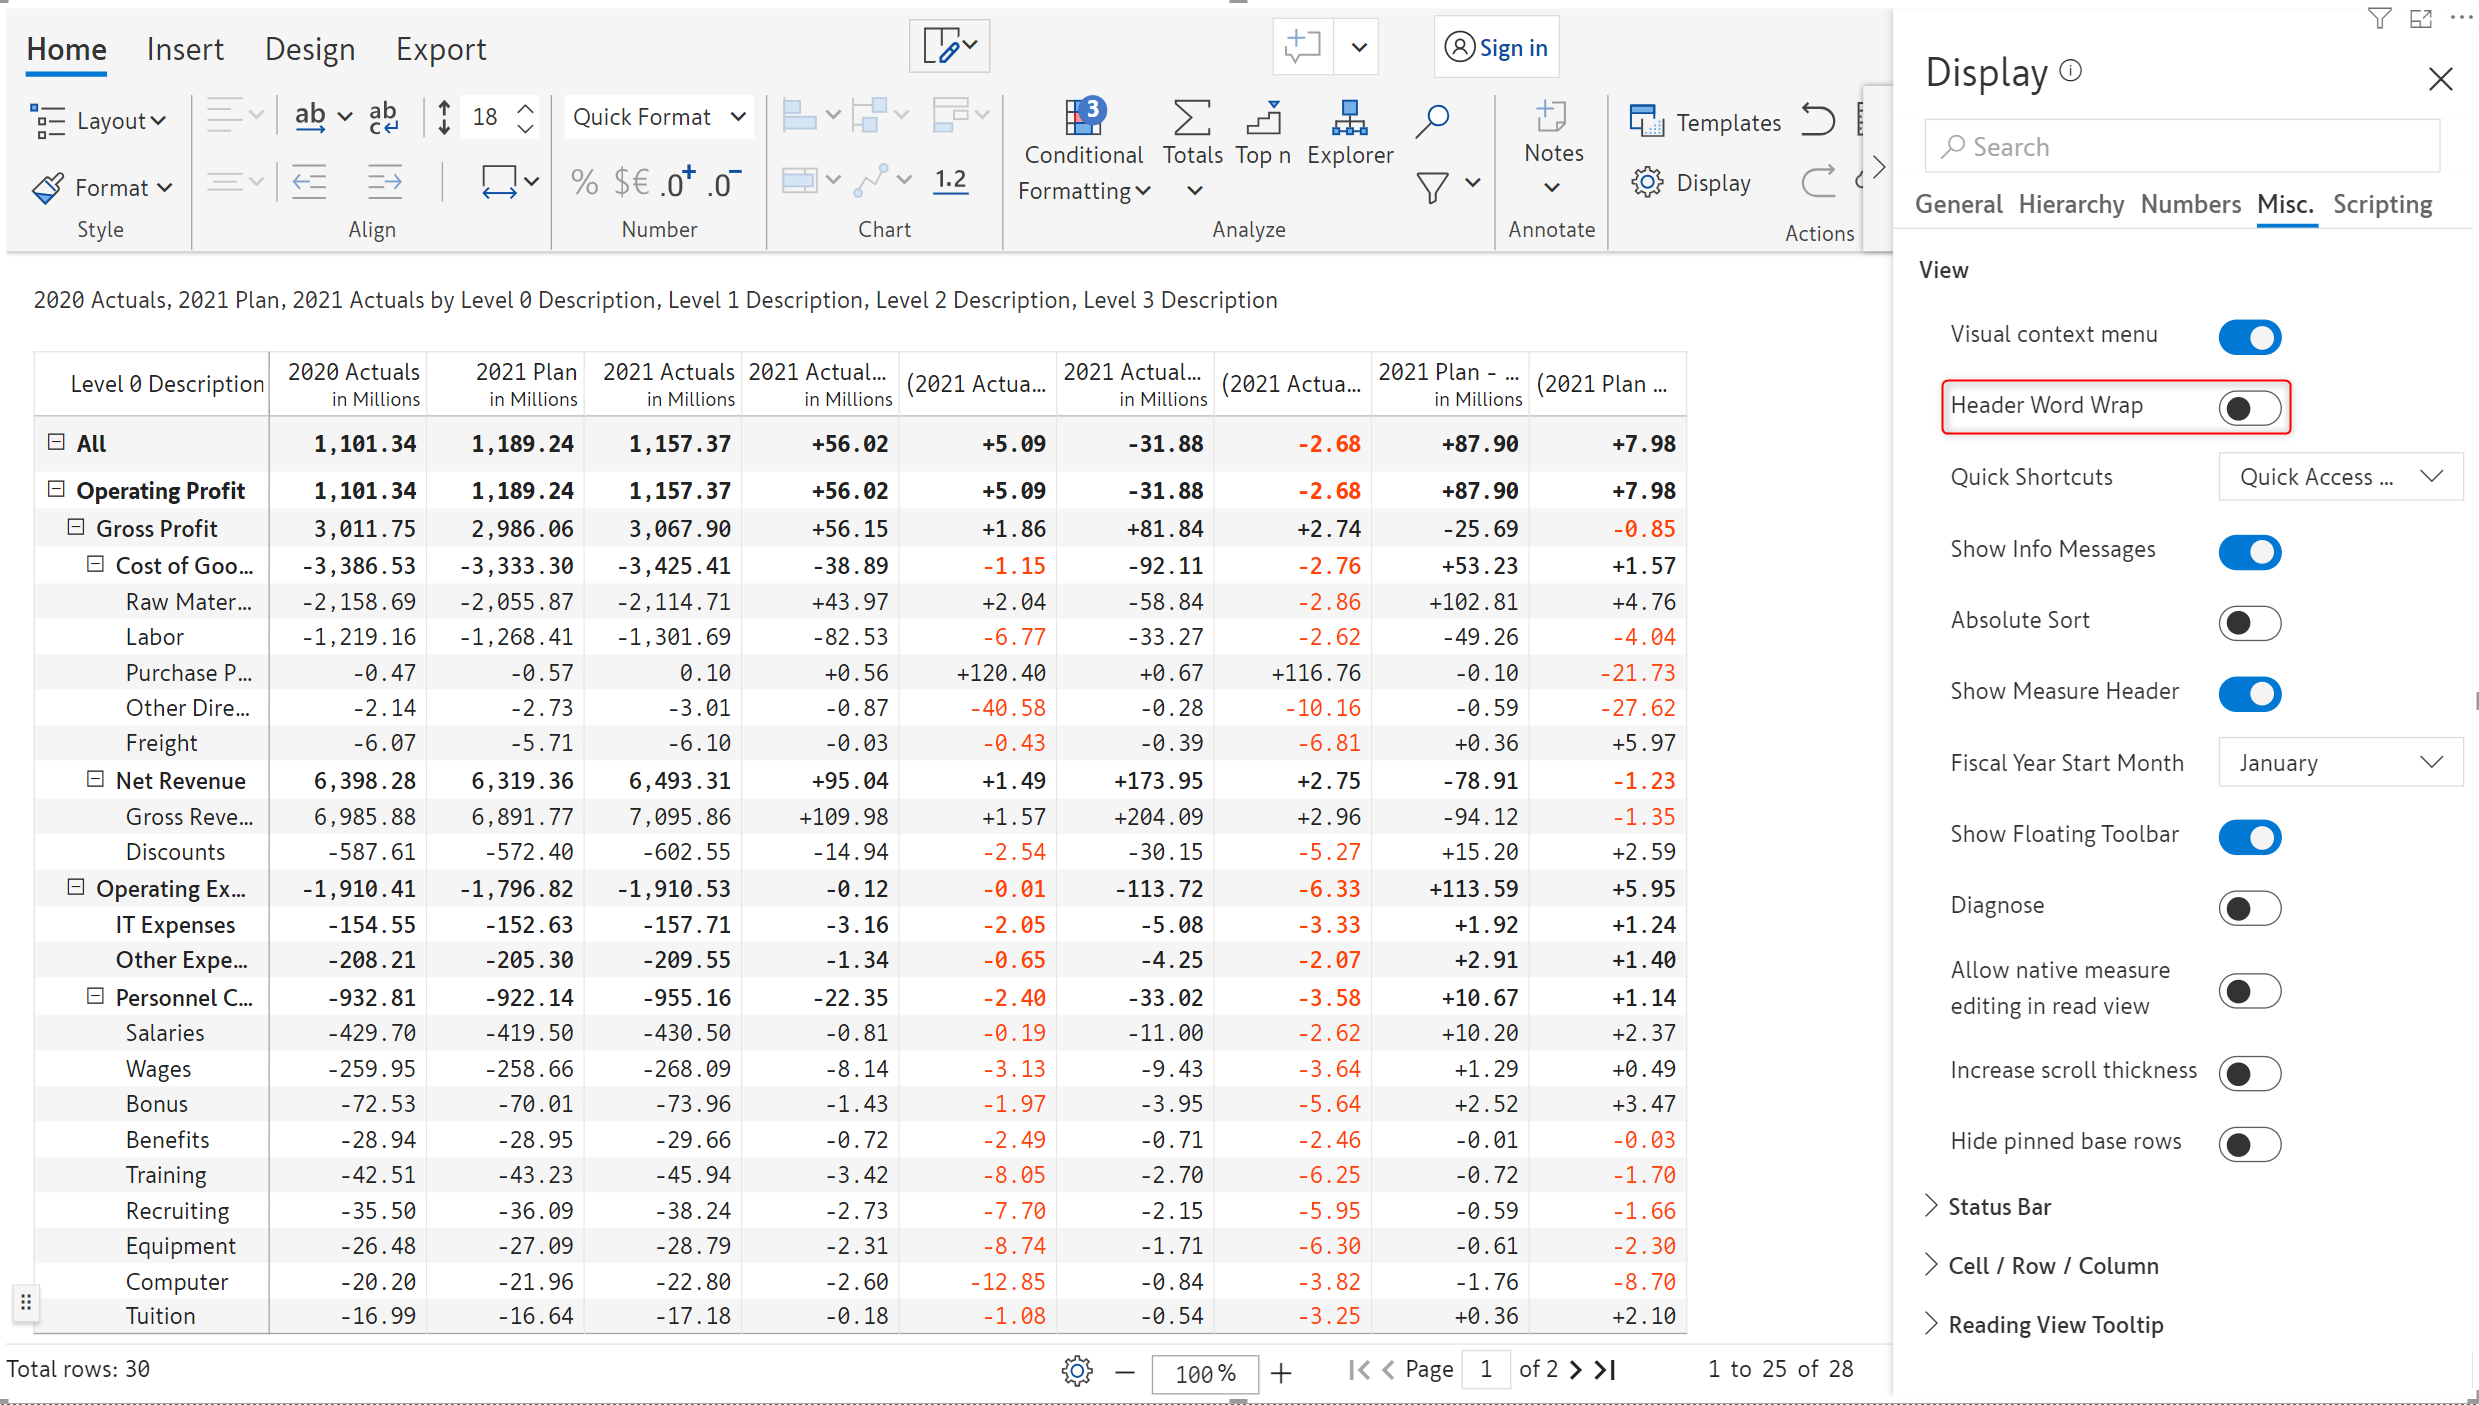 Home Insert Design Export
Sign in
Layout ab ab c 18 Quick Format
3
Conditional Formatting Totals Top n Explorer Notes Templates
Format % $€ .0+ .0- 1.2 Display
Style Align Number Chart Analyze Annotate Actions
2020 Actuals, 2021 Plan, 2021 Actuals by Level 0 Description, Level 1 Description, Level 2 Description, Level 3 Description
Level 0 Description 2020 Actuals in Millions 2021 Plan in Millions 2021 Actuals in Millions 2021 Actual... in Millions (2021 Actua... 2021 Actual... in Millions (2021 Actua... 2021 Plan - ... in Millions (2021 Plan ...
All 1,101.34 1,189.24 1,157.37 +56.02 +5.09 -31.88 -2.68 +87.90 +7.98
Operating Profit 1,101.34 1,189.24 1,157.37 +56.02 +5.09 -31.88 -2.68 +87.90 +7.98
Gross Profit 3,011.75 2,986.06 3,067.90 +56.15 +1.86 +81.84 +2.74 -25.69 -0.85
Cost of Goo... -3,386.53 -3,333.30 -3,425.41 -38.89 -1.15 -92.11 -2.76 +53.23 +1.57
Raw Mater... -2,158.69 -2,055.87 -2,114.71 +43.97 +2.04 -58.84 -2.86 +102.81 +4.76
Labor -1,219.16 -1,268.41 -1,301.69 -82.53 -6.77 -33.27 -2.62 -49.26 -4.04
Purchase P... -0.47 -0.57 0.10 +0.56 +120.40 +0.67 +116.76 -0.10 -21.73
Other Dire... -2.14 -2.73 -3.01 -0.87 -40.58 -0.28 -10.16 -0.59 -27.62
Freight -6.07 -5.71 -6.10 -0.03 -0.43 -0.39 -6.81 +0.36 +5.97
Net Revenue 6,398.28 6,319.36 6,493.31 +95.04 +1.49 +173.95 +2.75 -78.91 -1.23
Gross Reve... 6,985.88 6,891.77 7,095.86 +109.98 +1.57 +204.09 +2.96 -94.12 -1.35
Discounts -587.61 -572.40 -602.55 -14.94 -2.54 -30.15 -5.27 +15.20 +2.59
Operating Ex... -1,910.41 -1,796.82 -1,910.53 -0.12 -0.01 -113.72 -6.33 +113.59 +5.95
IT Expenses -154.55 -152.63 -157.71 -3.16 -2.05 -5.08 -3.33 +1.92 +1.24
Other Expe... -208.21 -205.30 -209.55 -1.34 -0.65 -4.25 -2.07 +2.91 +1.40
Personnel C... -932.81 -922.14 -955.16 -22.35 -2.40 -33.02 -3.58 +10.67 +1.14
Salaries -429.70 -419.50 -430.50 -0.81 -0.19 -11.00 -2.62 +10.20 +2.37
Wages -259.95 -258.66 -268.09 -8.14 -3.13 -9.43 -3.64 +1.29 +0.49
Bonus -72.53 -70.01 -73.96 -1.43 -1.97 -3.95 -5.64 +2.52 +3.47
Benefits -28.94 -28.95 -29.66 -0.72 -2.49 -0.71 -2.46 -0.01 -0.03
Training -42.51 -43.23 -45.94 -3.42 -8.05 -2.70 -6.25 -0.72 -1.70
Recruiting -35.50 -36.09 -38.24 -2.73 -7.70 -2.15 -5.95 -0.59 -1.66
Equipment -26.48 -27.09 -28.79 -2.31 -8.74 -1.71 -6.30 -0.61 -2.30
Computer -20.20 -21.96 -22.80 -2.60 -12.85 -0.84 -3.82 -1.76 -8.70
Tuition -16.99 -16.64 -17.18 -0.18 -1.08 -0.54 -3.25 +0.36 +2.10
Total rows: 30 100 % Page 1 of 2 1 to 25 of 28
Display
Search
General Hierarchy Numbers Misc. Scripting
View
Visual context menu
Header Word Wrap
Quick Shortcuts Quick Access ...
Show Info Messages
Absolute Sort
Show Measure Header
Fiscal Year Start Month January
Show Floating Toolbar
Diagnose
Allow native measure
editing in read view
Increase scroll thickness
Hide pinned base rows
Status Bar
Cell / Row / Column
Reading View Tooltip